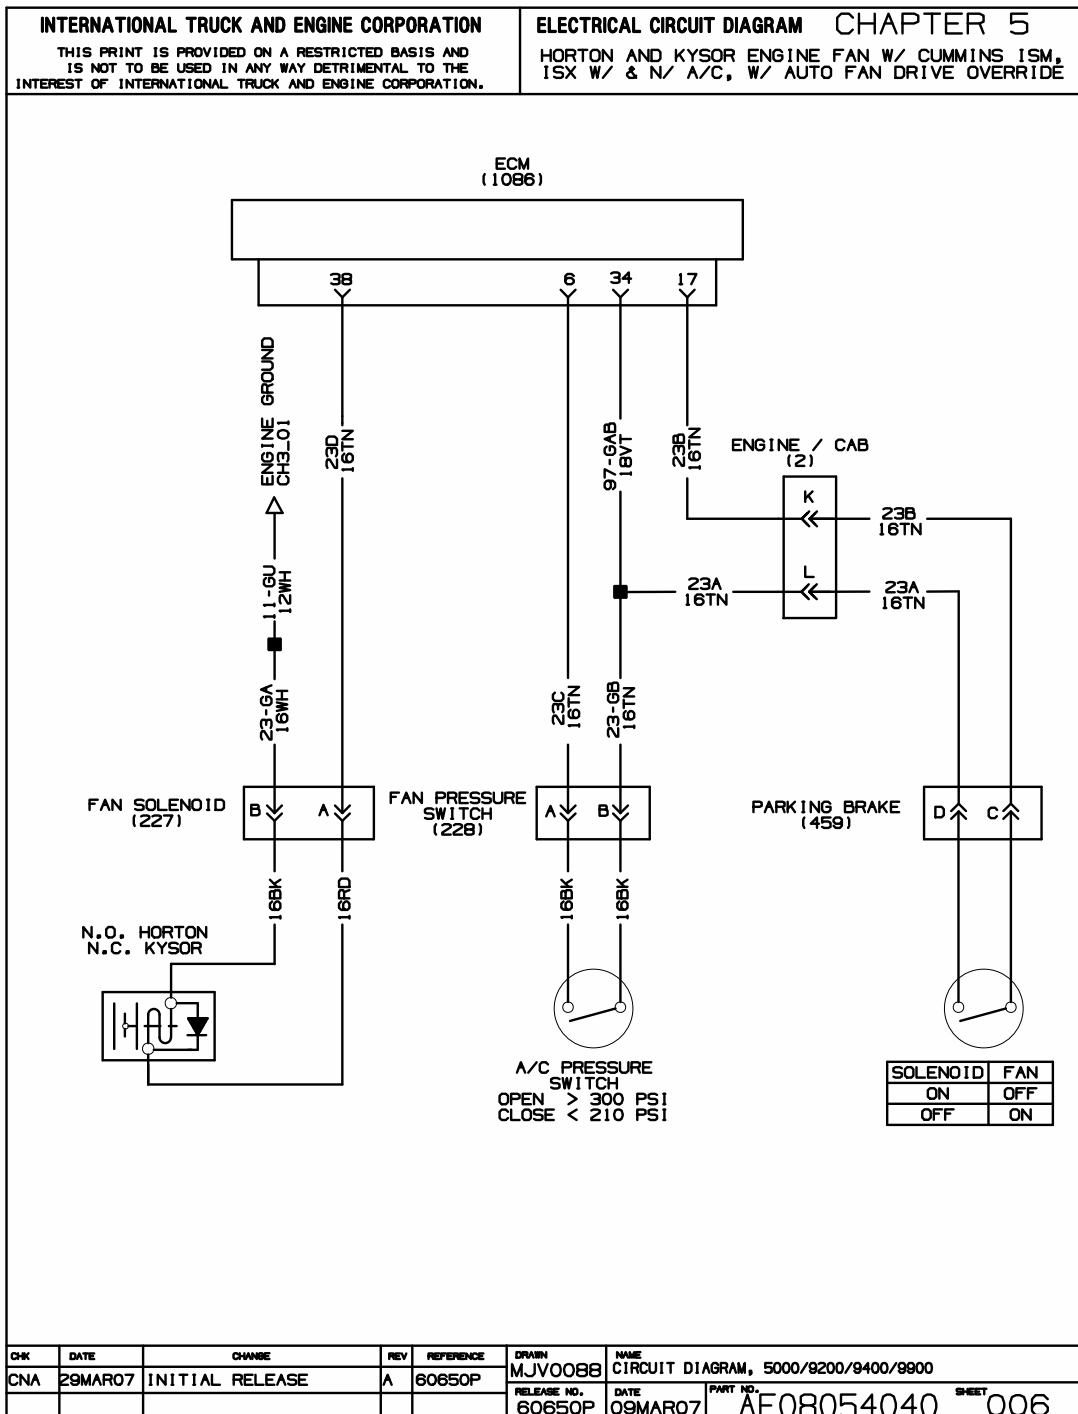 INTERNATIONAL TRUCK AND ENGINE CORPORATION
THIS PRINT IS PROVIDED ON A RESTRICTED BASIS AND
IS NOT TO BE USED IN ANY WAY DETRIMENTAL TO THE
INTEREST OF INTERNATIONAL TRUCK AND ENGINE CORPORATION.
ELECTRICAL CIRCUIT DIAGRAM CHAPTER 5
HORTON AND KYSOR ENGINE FAN W/ CUMMINS ISM,
ISX W/ & N/ A/C, W/ AUTO FAN DRIVE OVERRIDE
ECM
(1086)
38 6 34 17
ENGINE GROUND
CH3_01
23D
16TN
97-GAB
18VT
23B
16TN
ENGINE / CAB
(2)
K
23B
16TN
L
23A
16TN
23A
16TN
11-GU
12WH
23-GA
16WH
23C
16TN
23-GB
16TN
FAN SOLENOID
(227)
B A
FAN PRESSURE
SWITCH
(228)
A B
PARKING BRAKE
(459)
D C
16BK
16RD
16BK
16BK
N.O. HORTON
N.C. KYSOR
A/C PRESSURE
SWITCH
OPEN > 300 PSI
CLOSE < 210 PSI
SOLENOID FAN
ON OFF
OFF ON
CHK DATE CHANGE REV REFERENCE
CNA 29MAR07 INITIAL RELEASE A 60650P
DRAWN
MJV0088
NAME
CIRCUIT DIAGRAM, 5000/9200/9400/9900
RELEASE NO.
60650P
DATE
09MAR07
PART NO.
AE08054040
SHEET
006